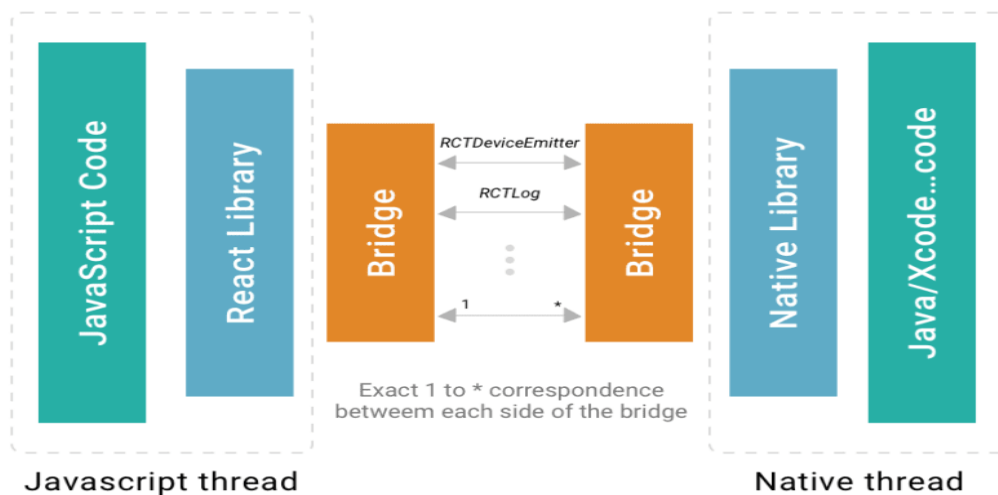 JavaScript Code
React Library
Bridge
RCTDeviceEmitter
RCTLog
1 *
Bridge
Native Library
Java/Xcode...code
Exact 1 to * correspondence
betweem each side of the bridge
Javascript thread
Native thread